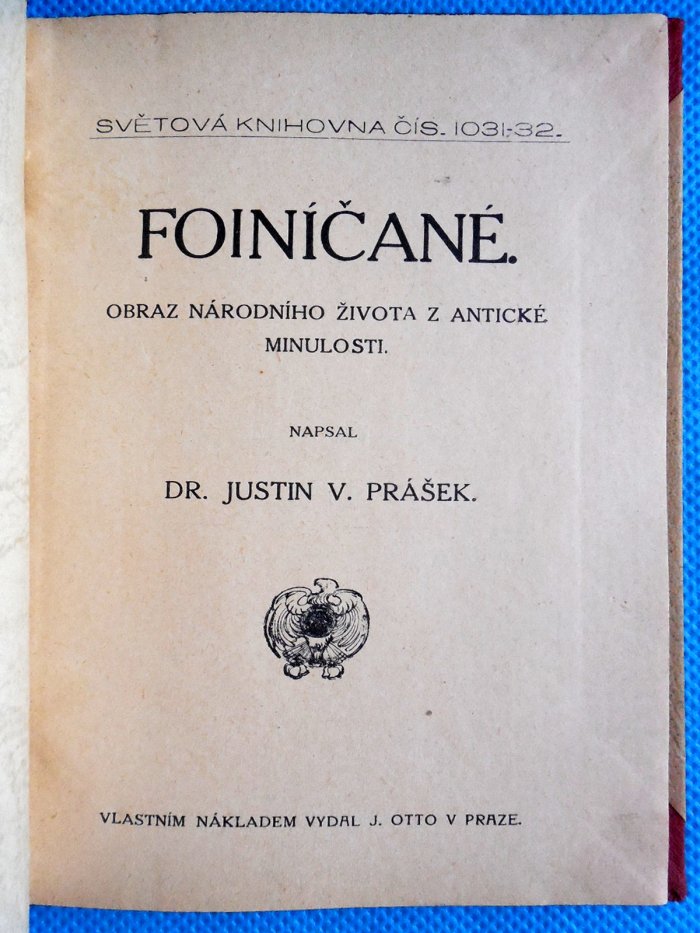 SVĚTOVÁ KNIHOVNA ČÍS. 1031-32.
FOINÍČANÉ.
OBRAZ NÁRODNÍHO ŽIVOTA Z ANTICKÉ
MINULOSTI.
NAPSAL
DR. JUSTIN V. PRÁŠEK.
VLASTNÍM NÁKLADEM VYDAL J. OTTO V PRAZE.